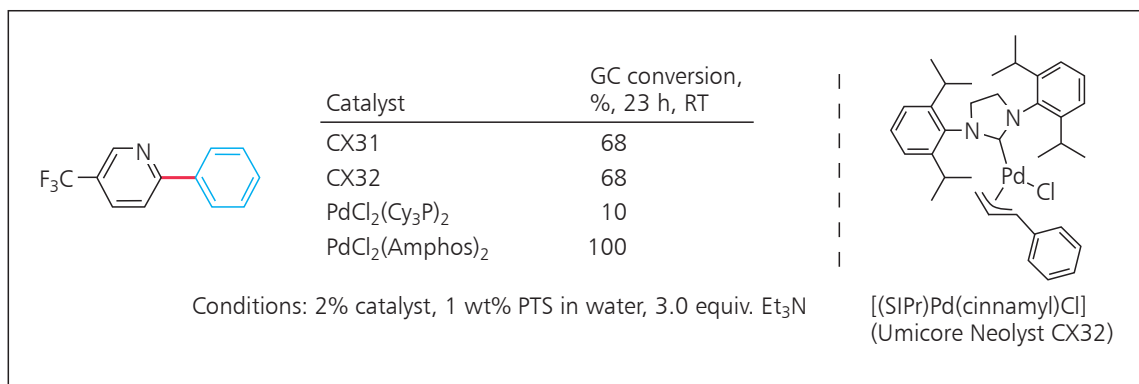 F₃C N
Catalyst GC conversion, %, 23 h, RT
CX31 68
CX32 68
PdCl₂(Cy₃P)₂ 10
PdCl₂(Amphos)₂ 100
Conditions: 2% catalyst, 1 wt% PTS in water, 3.0 equiv. Et₃N
N N
Pd
Cl
[(SIPr)Pd(cinnamyl)Cl]
(Umicore Neolyst CX32)